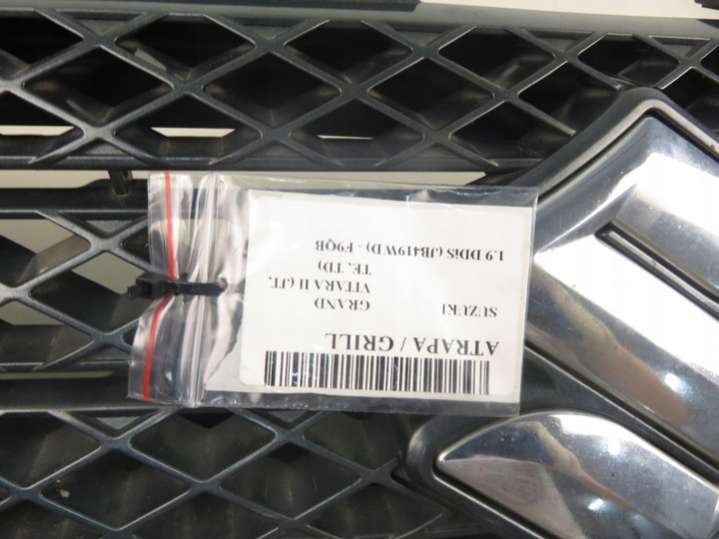 ATRAPA / GRILL
SUZUKI GRAND
VITARA II (JT,
TE, TD)
1.9 DDiS (JB419WD) - F9QB